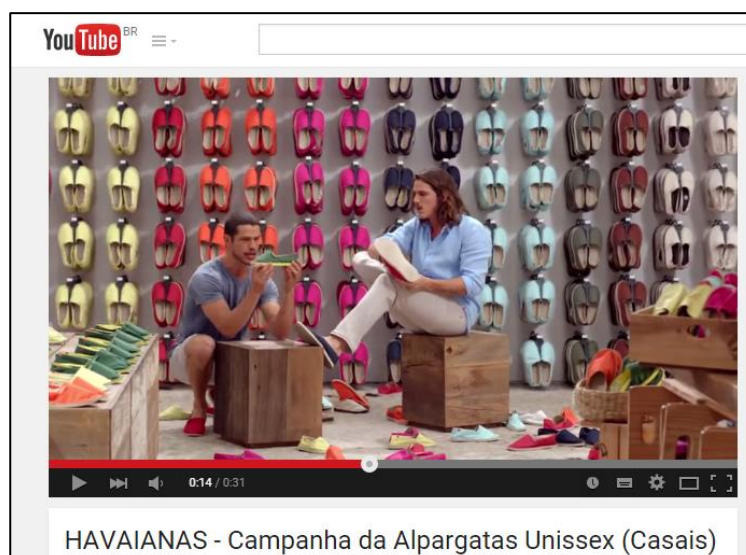 YouTube BR
0:14 / 0:31
HAVAIANAS - Campanha da Alpargatas Unissex (Casais)